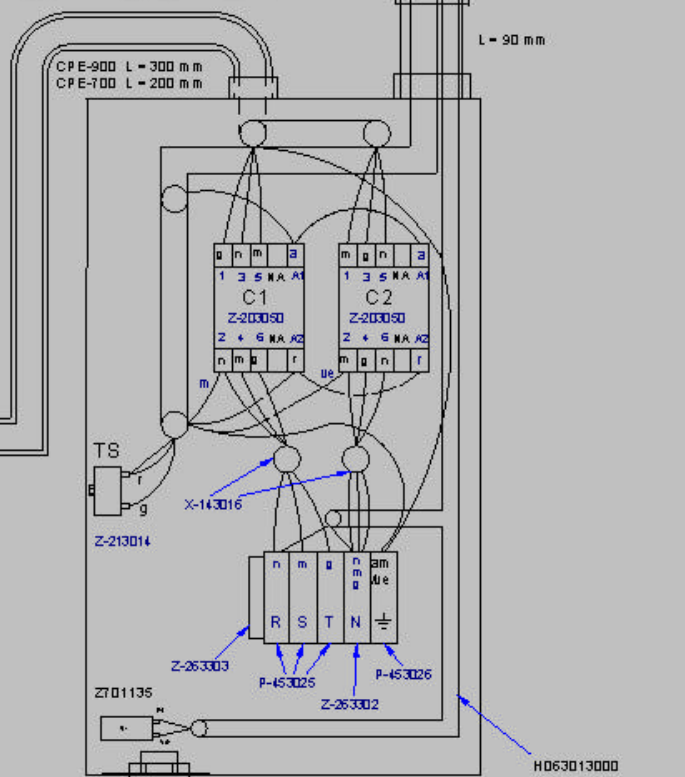 L = 90 mm
CPE-900 L = 300 mm
CPE-700 L = 200 mm
g n m a
m g n a
1 3 5 NA A1
1 3 5 NA A1
C1
C2
Z-203050
Z-203050
2 4 6 NA A2
2 4 6 NA A2
n m g r
m g n r
m
ue
TS
r
g
X-143016
Z-213014
n m g
n
m
g
am
R S T N
Z-263303
P-453025
P-453026
Z-263302
Z701135
H063013000